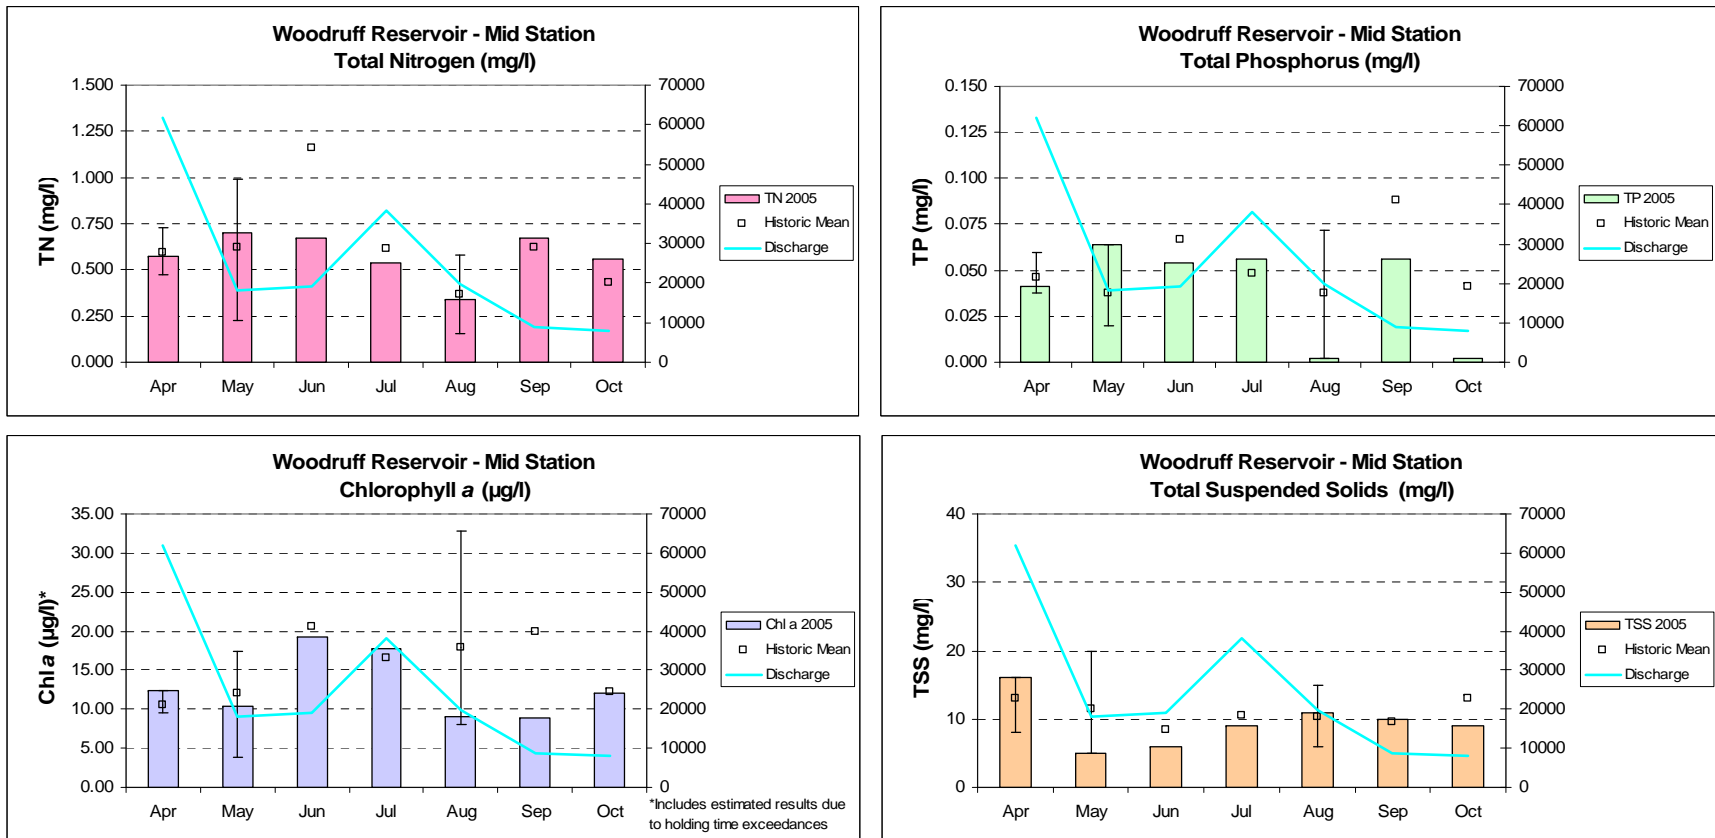 Woodruff Reservoir - Mid Station
Total Nitrogen (mg/l)
TN (mg/l)
1.500
1.250
1.000
0.750
0.500
0.250
0.000
70000
60000
50000
40000
30000
20000
10000
0
Apr May Jun Jul Aug Sep Oct
TN 2005
Historic Mean
Discharge
Woodruff Reservoir - Mid Station
Total Phosphorus (mg/l)
TP (mg/l)
0.150
0.125
0.100
0.075
0.050
0.025
0.000
70000
60000
50000
40000
30000
20000
10000
0
Apr May Jun Jul Aug Sep Oct
TP 2005
Historic Mean
Discharge
Woodruff Reservoir - Mid Station
Chlorophyll a (µg/l)
Chl a (µg/l)*
35.00
30.00
25.00
20.00
15.00
10.00
5.00
0.00
70000
60000
50000
40000
30000
20000
10000
0
Apr May Jun Jul Aug Sep Oct
Chl a 2005
Historic Mean
Discharge
*Includes estimated results due
to holding time exceedances
Woodruff Reservoir - Mid Station
Total Suspended Solids (mg/l)
TSS (mg/l)
40
30
20
10
0
70000
60000
50000
40000
30000
20000
10000
0
Apr May Jun Jul Aug Sep Oct
TSS 2005
Historic Mean
Discharge